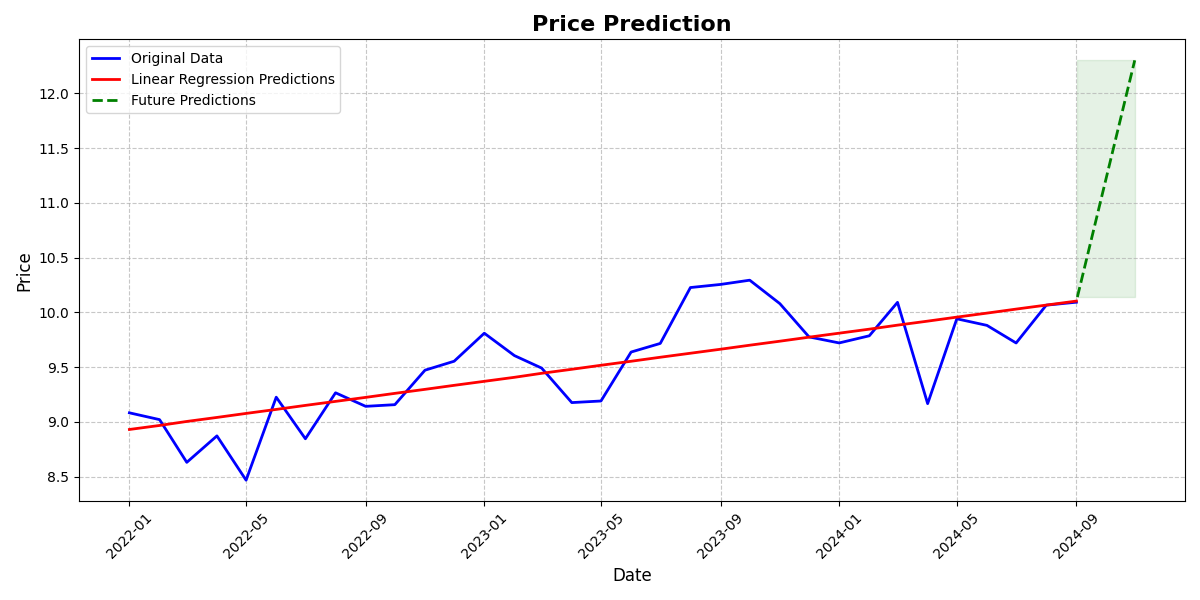 Price Prediction
Original Data
Linear Regression Predictions
Future Predictions
Price
12.0
11.5
11.0
10.5
10.0
9.5
9.0
8.5
2022-01
2022-05
2022-09
2023-01
2023-05
2023-09
2024-01
2024-05
2024-09
Date